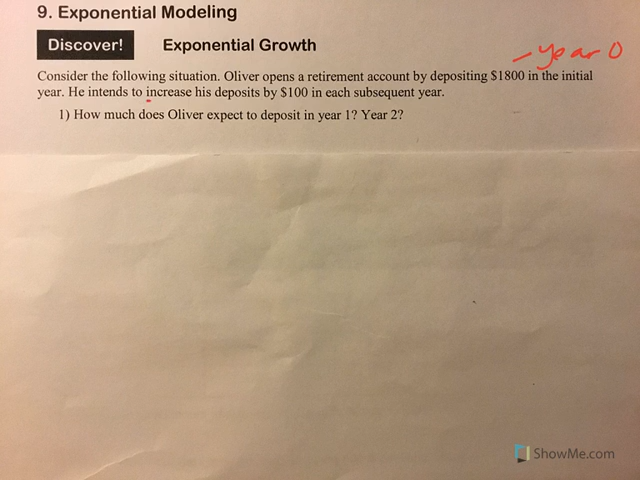 9. Exponential Modeling
Discover! Exponential Growth
- year 0
Consider the following situation. Oliver opens a retirement account by depositing $1800 in the initial
year. He intends to increase his deposits by $100 in each subsequent year.
1) How much does Oliver expect to deposit in year 1? Year 2?
ShowMe.com